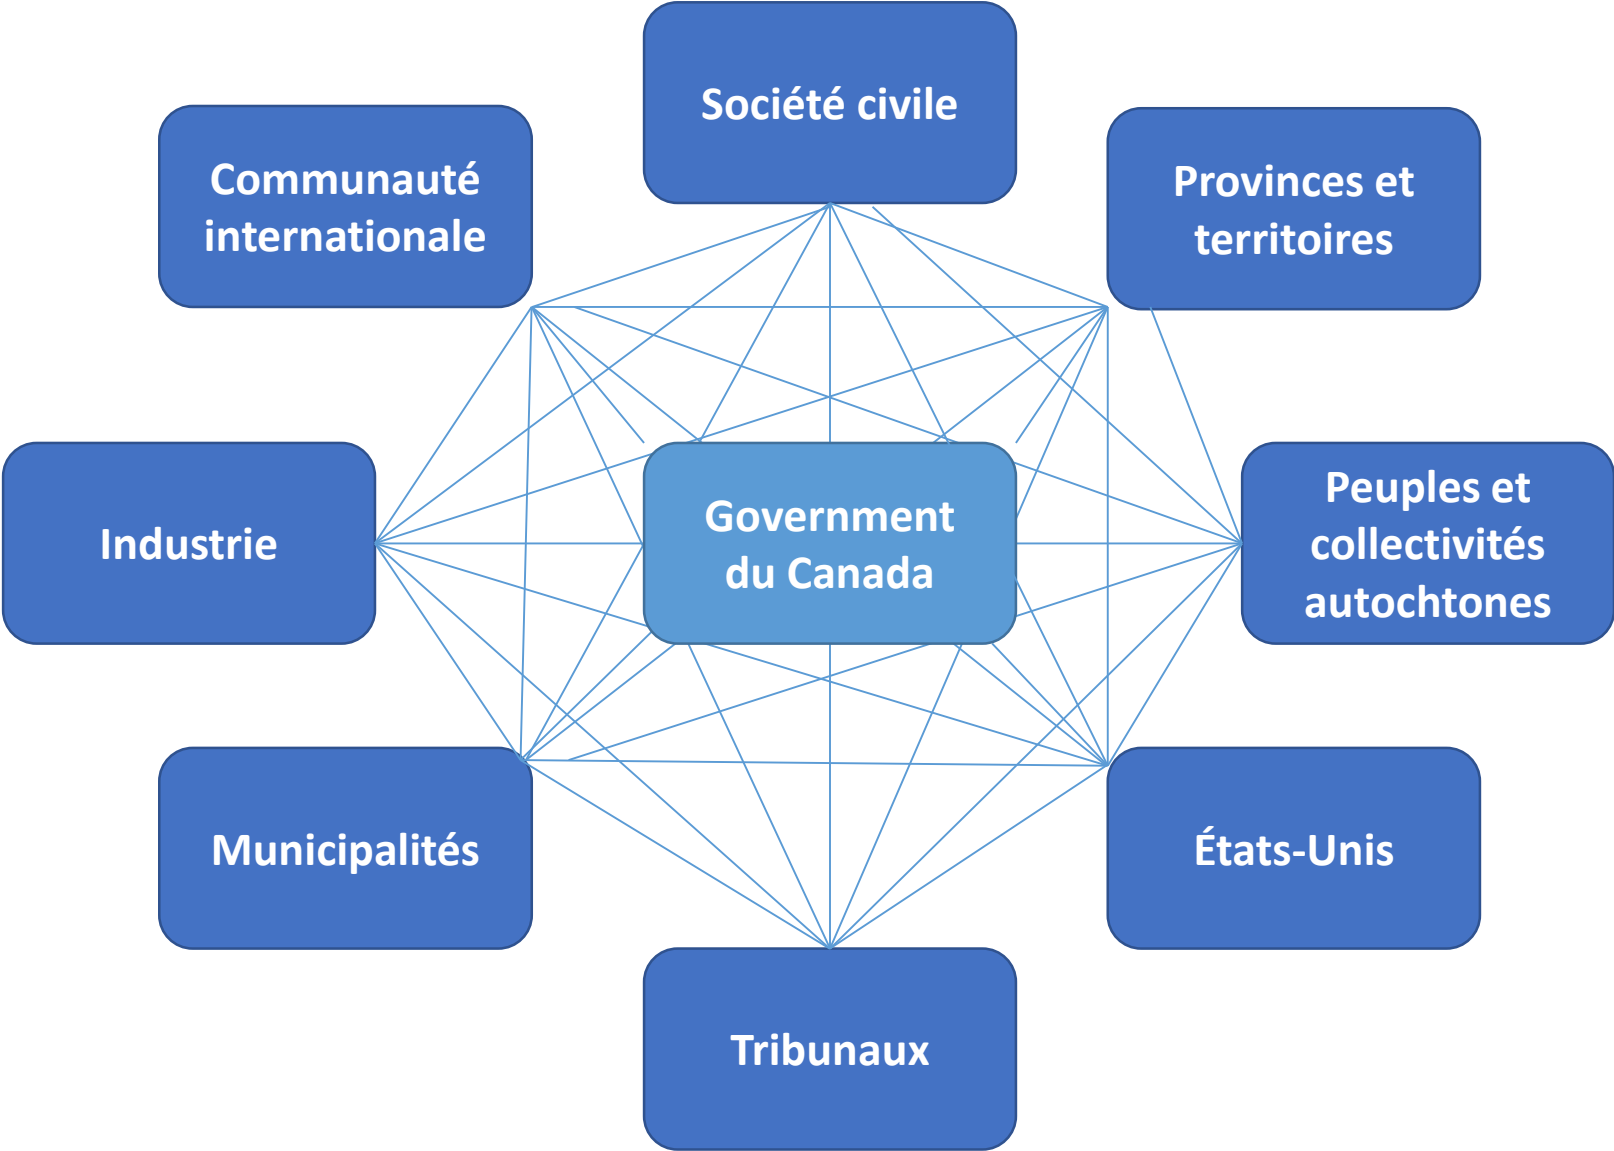 Société civile
Communauté
internationale
Provinces et
territoires
Industrie
Government
du Canada
Peuples et
collectivités
autochtones
Municipalités
États-Unis
Tribunaux